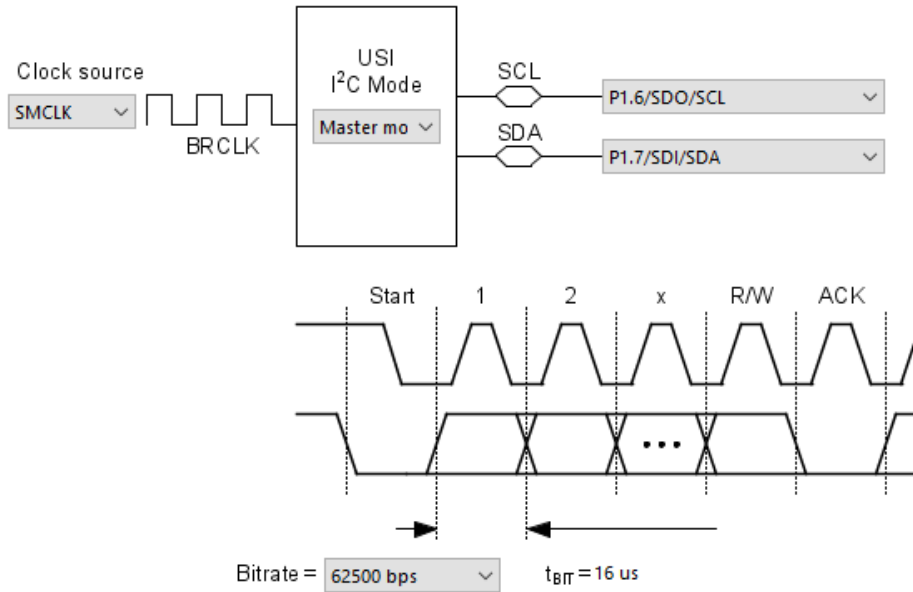 Clock source
SMCLK
BRCLK
USI
I²C Mode
Master mo
SCL
P1.6/SDO/SCL
SDA
P1.7/SDI/SDA
Start 1 2 x R/W ACK
Bitrate = 62500 bps tBIT = 16 us